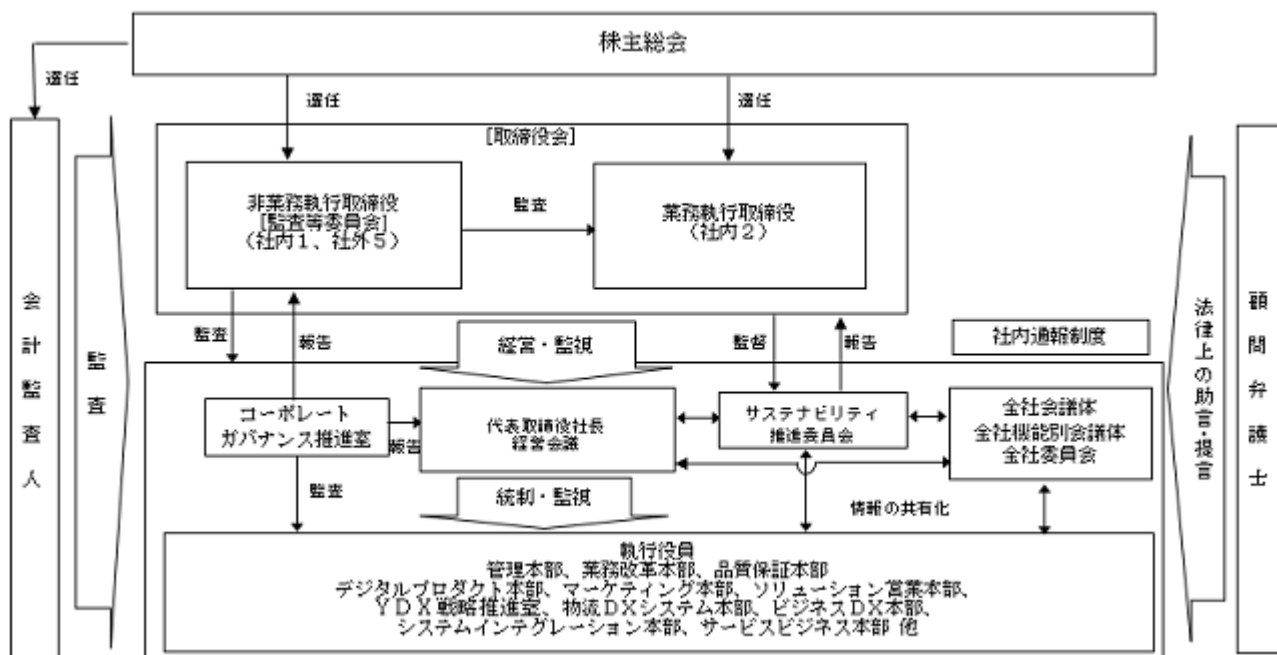 株主総会
選任
選任
選任
[取締役会]
非業務執行取締役
[監査等委員会]
(社内1、社外5)
監査
業務執行取締役
(社内2)
会計監査人
監査
監査
報告
経営・監視
監督
報告
社内通報制度
法律上の助言・提言
顧問弁護士
コーポレート
ガバナンス推進室
報告
代表取締役社長
経営会議
サステナビリティ
推進委員会
全社会議体
全社機能別会議体
全社委員会
監査
統制・監視
情報の共有化
執行役員
管理本部、業務改革本部、品質保証本部
デジタルプロダクト本部、マーケティング本部、ソリューション営業本部、
YDX戦略推進室、物流DXシステム本部、ビジネスDX本部、
システムインテグレーション本部、サービスビジネス本部 他